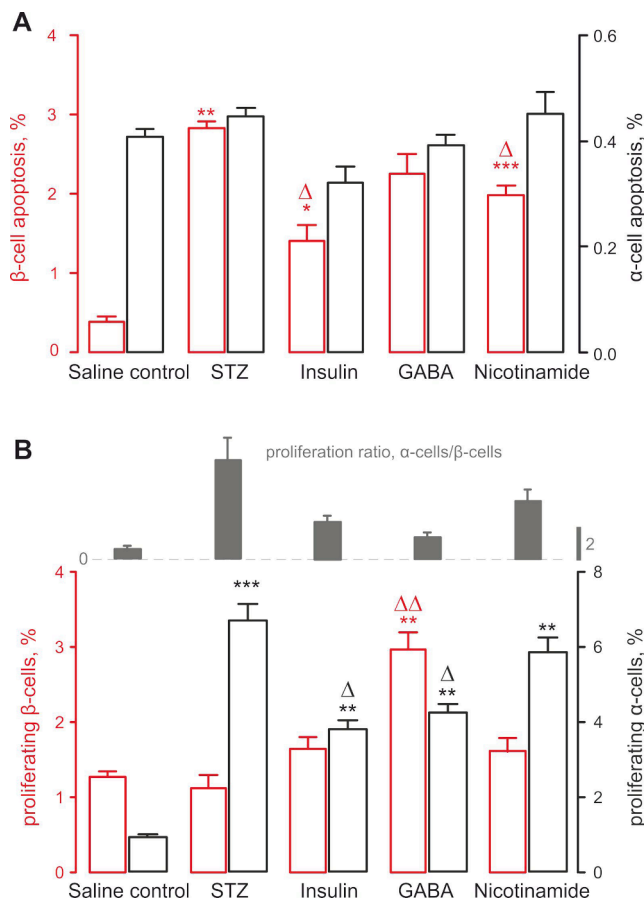 A
β-cell apoptosis, %
4
3
2
1
0
**
Δ
*
Δ
***
0.6
0.4
0.2
0.0
α-cell apoptosis, %
Saline control STZ Insulin GABA Nicotinamide
B
proliferation ratio, α-cells/β-cells
0
2
proliferating β-cells, %
4
3
2
1
0
***
Δ
**
ΔΔ
**
Δ
**
**
8
6
4
2
0
proliferating α-cells, %
Saline control STZ Insulin GABA Nicotinamide